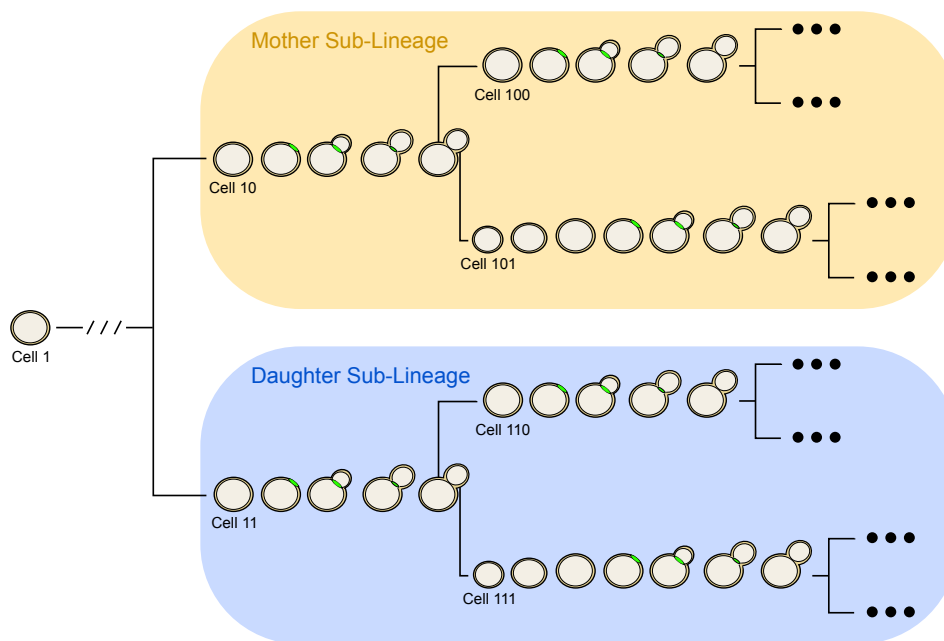 Mother Sub-Lineage
Cell 100
Cell 10
Cell 101
Cell 1
Daughter Sub-Lineage
Cell 110
Cell 11
Cell 111